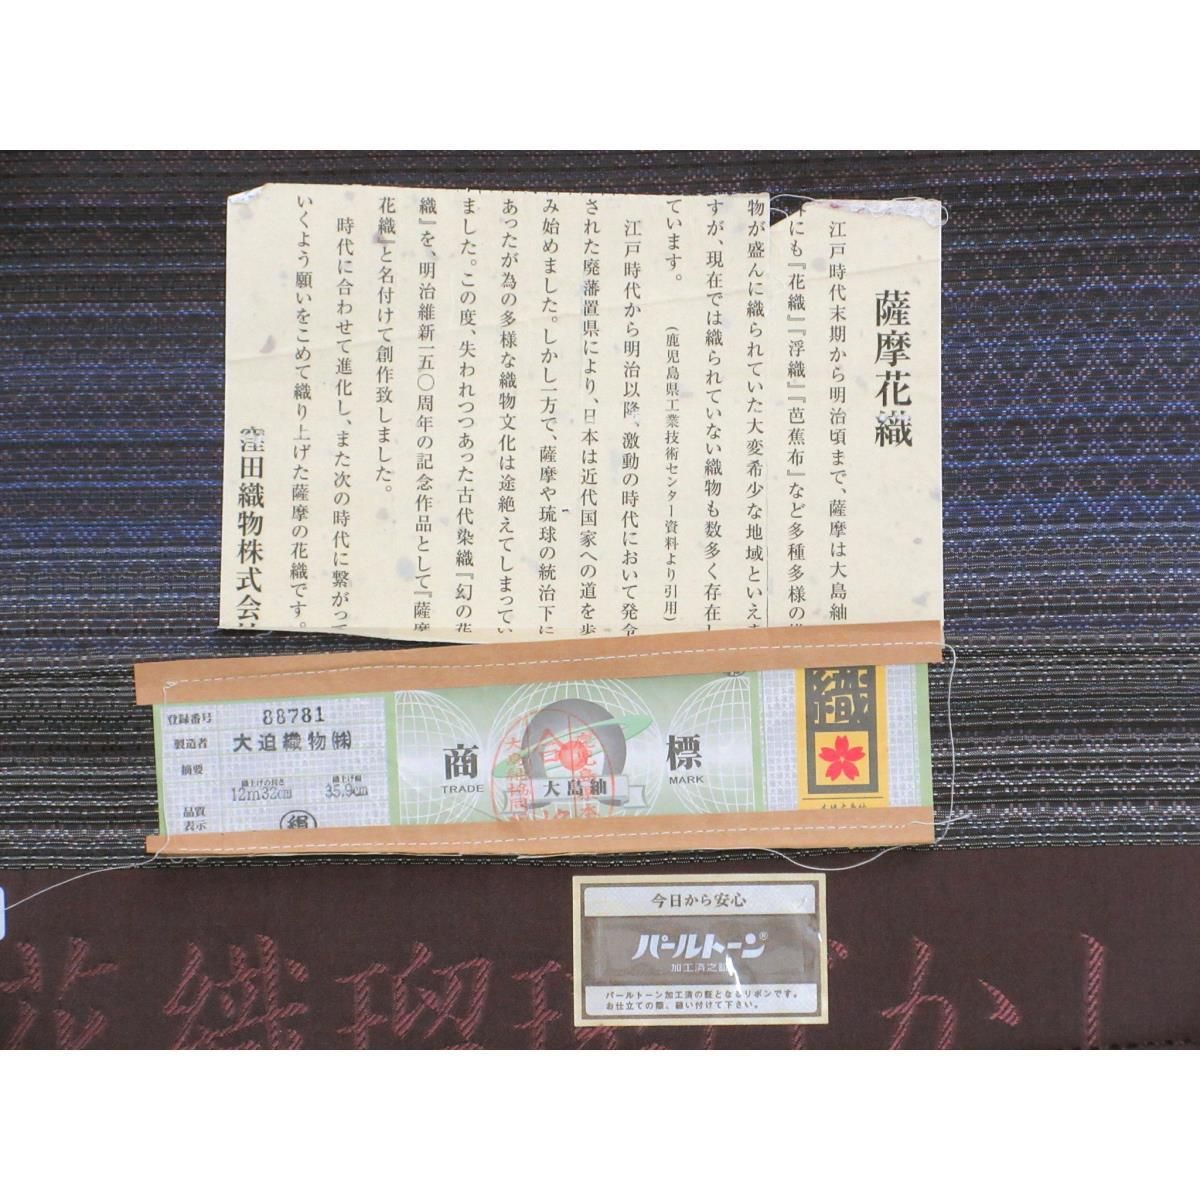 薩摩花織
江戸時代末期から明治頃まで、薩摩は大島紬
にも『花織』『浮織』『芭蕉布』など多種多様の
物が盛んに織られていた大変希少な地域といえま
すが、現在では織られていない織物も数多く存在し
ています。
(鹿児島県工業技術センター資料より引用)
江戸時代から明治以降、激動の時代において発令
された廃藩置県により、日本は近代国家への道を歩
み始めました。しかし一方で、薩摩や琉球の統治下に
あったが為の多様な織物文化は途絶えてしまってい
ました。この度、失われつつあった古代染織『幻の花
織』を、明治維新一五〇周年の記念作品として『薩摩
花織』と名付けて創作致しました。
時代に合わせて進化し、また次の時代に繋がって
いくよう願いをこめて織り上げた薩摩の花織です。
窪田織物株式会
登録番号 88781
製造者 大迫織物㈱
摘要
織上げの長さ 織上げ幅
12m32cm 35.9cm
品質
表示 絹
商 標
TRADE MARK
大島紬
織
今日から安心
パールトーン®
加工済之証
パールトーン加工済の証となるリボンです。
お仕立ての際、縫い付けて下さい。
花織瑠 かし